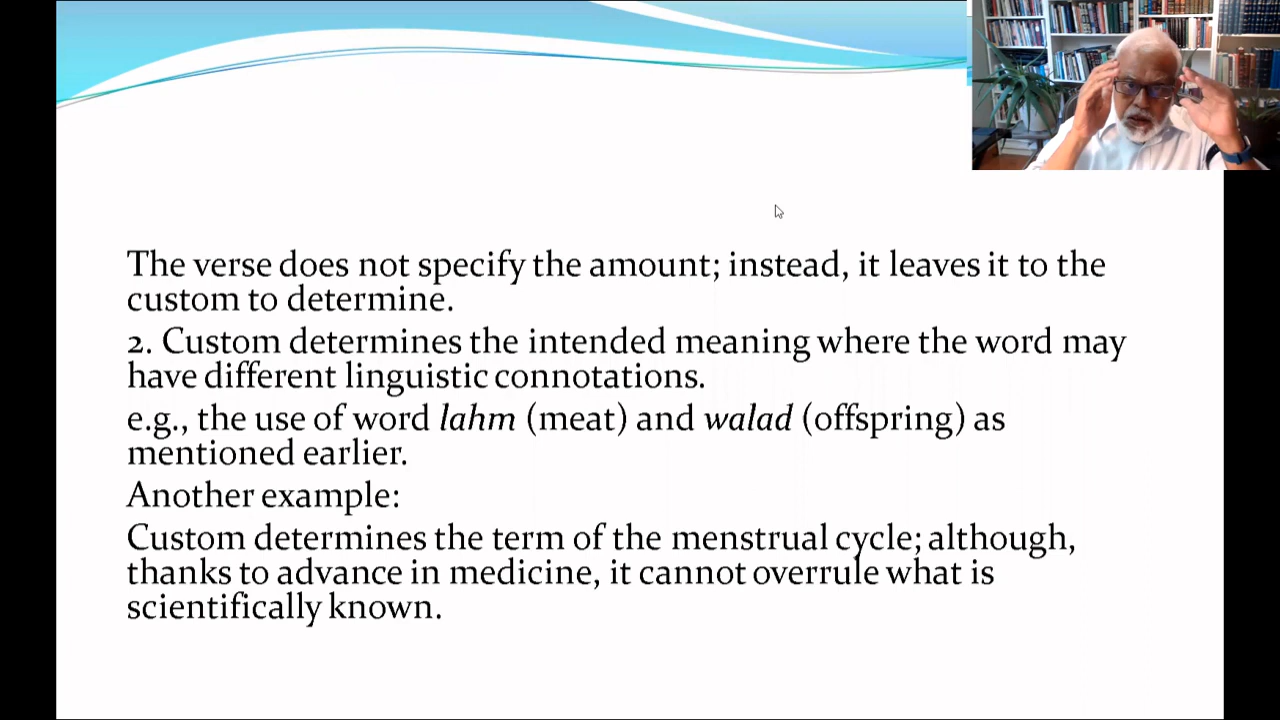 The verse does not specify the amount; instead, it leaves it to the
custom to determine.
2. Custom determines the intended meaning where the word may
have different linguistic connotations.
e.g., the use of word lahm (meat) and walad (offspring) as
mentioned earlier.
Another example:
Custom determines the term of the menstrual cycle; although,
thanks to advance in medicine, it cannot overrule what is
scientifically known.